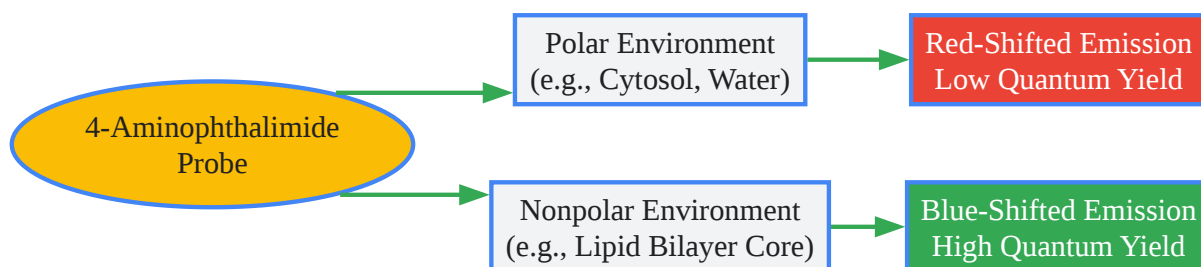 4-Aminophthalimide
Probe
Polar Environment
(e.g., Cytosol, Water)
Red-Shifted Emission
Low Quantum Yield
Nonpolar Environment
(e.g., Lipid Bilayer Core)
Blue-Shifted Emission
High Quantum Yield